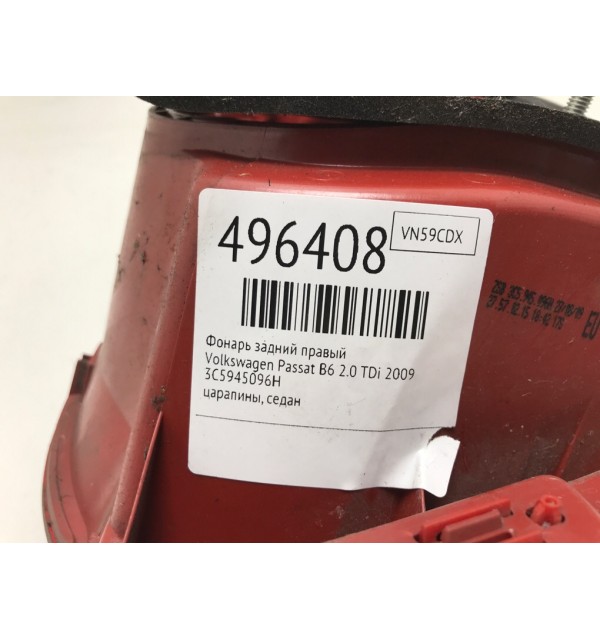 496408
VN59CDX
Фонарь задний правый
Volkswagen Passat B6 2.0 TDi 2009
3C5945096H
царапины, седан